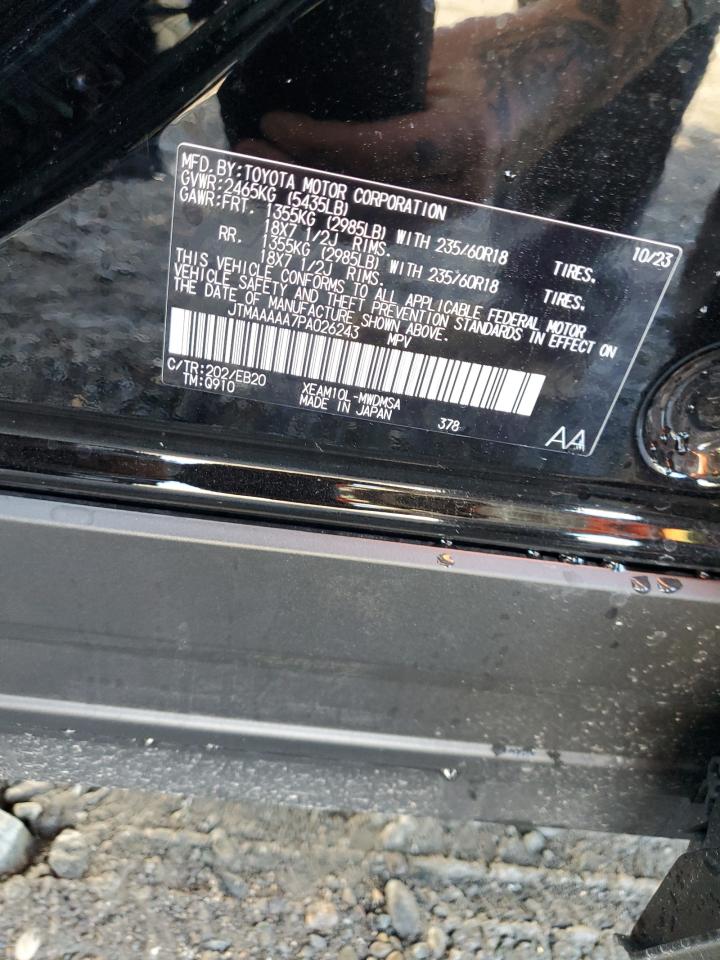 MFD. BY: TOYOTA MOTOR CORPORATION 10/23
GVWR: 2465KG (5435LB)
GAWR: FRT. 1355KG (2985LB) WITH 235/60R18 TIRES.
18X7 1/2J RIMS.
RR. 1355KG (2985LB) WITH 235/60R18 TIRES.
18X7 1/2J RIMS.
THIS VEHICLE CONFORMS TO ALL APPLICABLE FEDERAL MOTOR
VEHICLE SAFETY AND THEFT PREVENTION STANDARDS IN EFFECT ON
THE DATE OF MANUFACTURE SHOWN ABOVE.
JTMAAAAA7PA026243 MPV
C/TR: 202/EB20 XEAM10L-MWDMSA
TM: Q910 MADE IN JAPAN 378
AA